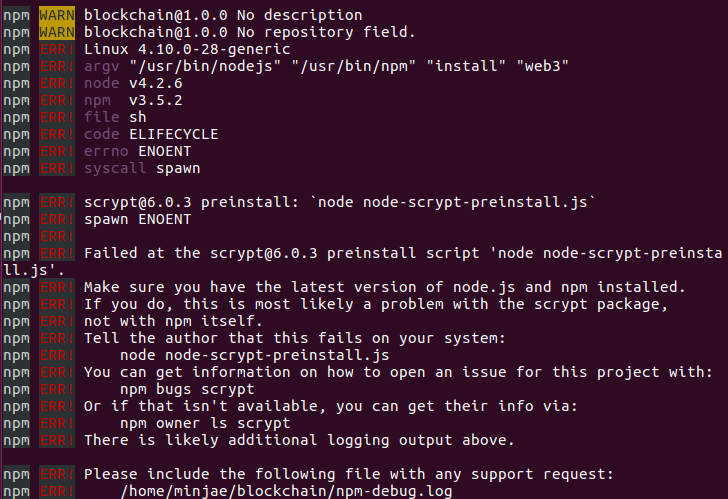 npm WARN blockchain@1.0.0 No description
npm WARN blockchain@1.0.0 No repository field.
npm ERR! Linux 4.10.0-28-generic
npm ERR! argv "/usr/bin/nodejs" "/usr/bin/npm" "install" "web3"
npm ERR! node v4.2.6
npm ERR! npm  v3.5.2
npm ERR! file sh
npm ERR! code ELIFECYCLE
npm ERR! errno ENOENT
npm ERR! syscall spawn
npm ERR! scrypt@6.0.3 preinstall: `node node-scrypt-preinstall.js`
npm ERR! spawn ENOENT
npm ERR!
npm ERR! Failed at the scrypt@6.0.3 preinstall script 'node node-scrypt-preinsta
ll.js'.
npm ERR! Make sure you have the latest version of node.js and npm installed.
npm ERR! If you do, this is most likely a problem with the scrypt package,
npm ERR! not with npm itself.
npm ERR! Tell the author that this fails on your system:
npm ERR!     node node-scrypt-preinstall.js
npm ERR! You can get information on how to open an issue for this project with:
npm ERR!     npm bugs scrypt
npm ERR! Or if that isn't available, you can get their info via:
npm ERR!     npm owner ls scrypt
npm ERR! There is likely additional logging output above.
npm ERR! Please include the following file with any support request:
npm ERR!     /home/minjae/blockchain/npm-debug.log